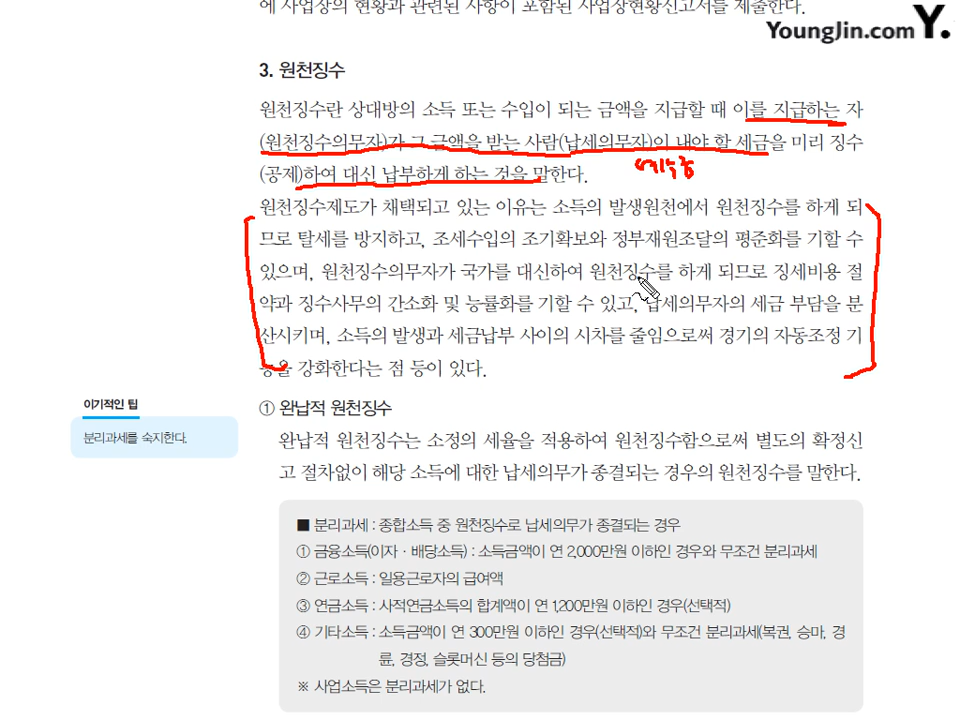 에 사업장의 현황과 관련된 사항이 포함된 사업장현황신고서를 제출한다.
YoungJin.com Y.
3. 원천징수
원천징수란 상대방의 소득 또는 수입이 되는 금액을 지급할 때 이를 지급하는 자
(원천징수의무자)가 그 금액을 받는 사람(납세의무자)이 내야 할 세금을 미리 징수
예수금
(공제)하여 대신 납부하게 하는 것을 말한다.
원천징수제도가 채택되고 있는 이유는 소득의 발생원천에서 원천징수를 하게 되
므로 탈세를 방지하고, 조세수입의 조기확보와 정부재원조달의 평준화를 기할 수
있으며, 원천징수의무자가 국가를 대신하여 원천징수를 하게 되므로 징세비용 절
약과 징수사무의 간소화 및 능률화를 기할 수 있고, 납세의무자의 세금 부담을 분
산시키며, 소득의 발생과 세금납부 사이의 시차를 줄임으로써 경기의 자동조정 기
능을 강화한다는 점 등이 있다.
이기적인 팁
분리과세를 숙지한다.
① 완납적 원천징수
완납적 원천징수는 소정의 세율을 적용하여 원천징수함으로써 별도의 확정신
고 절차없이 해당 소득에 대한 납세의무가 종결되는 경우의 원천징수를 말한다.
■ 분리과세 : 종합소득 중 원천징수로 납세의무가 종결되는 경우
① 금융소득(이자 · 배당소득) : 소득금액이 연 2,000만원 이하인 경우와 무조건 분리과세
② 근로소득 : 일용근로자의 급여액
③ 연금소득 : 사적연금소득의 합계액이 연 1,200만원 이하인 경우(선택적)
④ 기타소득 : 소득금액이 연 300만원 이하인 경우(선택적)와 무조건 분리과세(복권, 승마, 경
륜, 경정, 슬롯머신 등의 당첨금)
※ 사업소득은 분리과세가 없다.